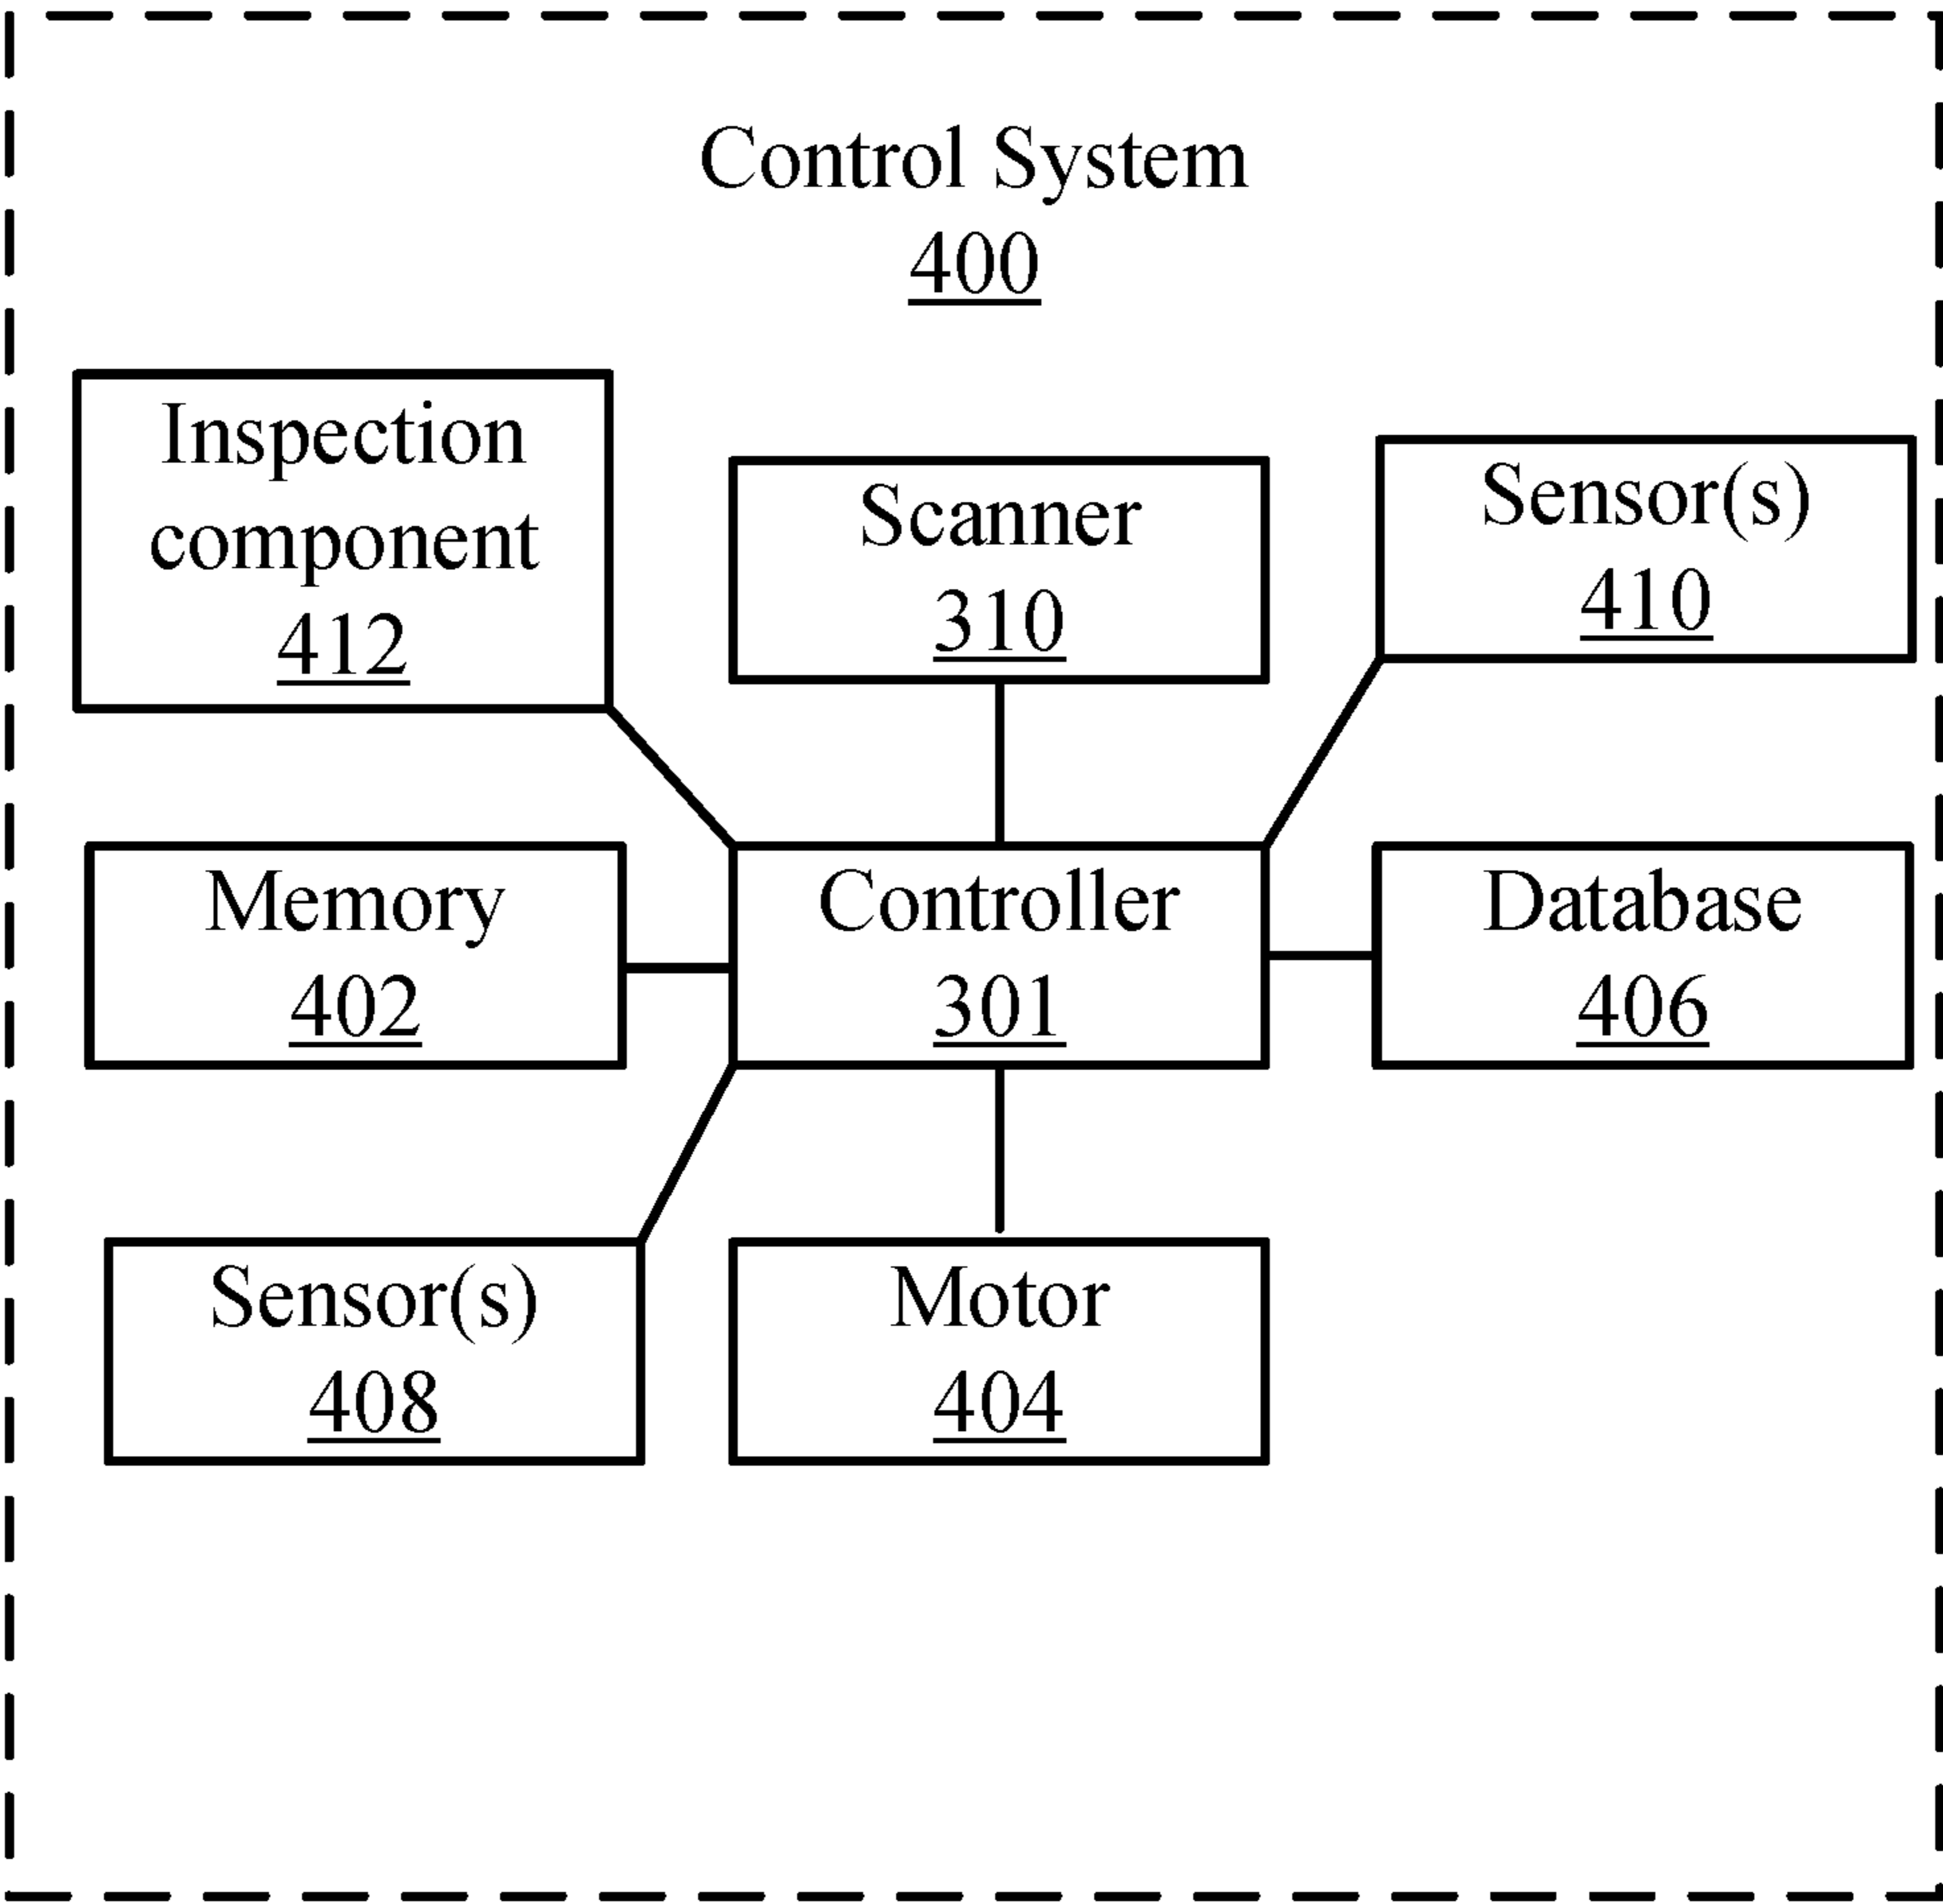 Control System
400
Inspection
component
412
Scanner
310
Sensor(s)
410
Memory
402
Controller
301
Database
406
Sensor(s)
408
Motor
404